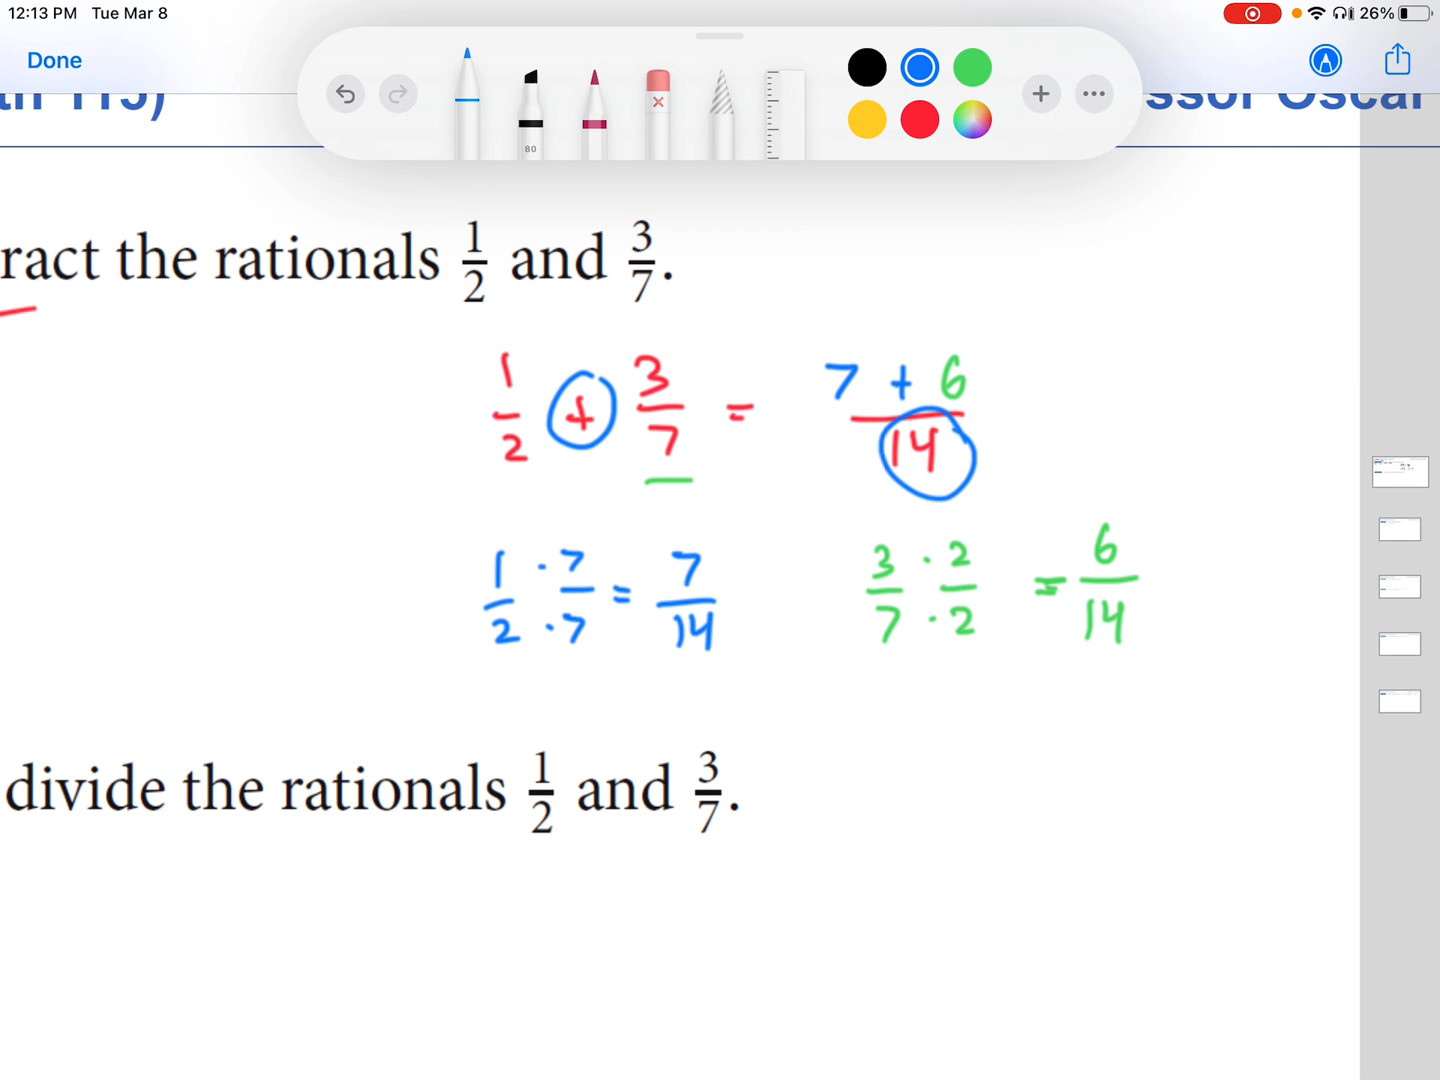 12:13 PM Tue Mar 8 26%
Done
80
ract the rationals 1/2 and 3/7.
1/2 + 3/7 = 7 + 6/14
1/2 · 7/· 7 = 7/14 3/7 · 2/· 2 = 6/14
divide the rationals 1/2 and 3/7.